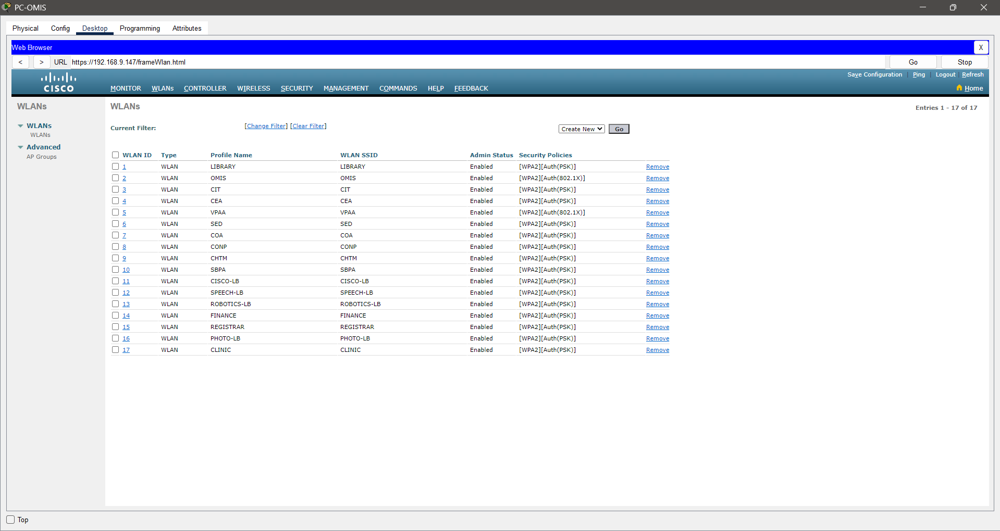 PC-OMIS
Physical Config Desktop Programming Attributes
Web Browser X
< > URL https://192.168.9.147/frameWlan.html Go Stop
Save Configuration | Ping | Logout | Refresh
CISCO MONITOR WLANs CONTROLLER WIRELESS SECURITY MANAGEMENT COMMANDS HELP FEEDBACK Home
WLANs
WLANs
WLANs
Advanced
AP Groups
WLANs Entries 1 - 17 of 17
Current Filter: [Change Filter] [Clear Filter] Create New Go
WLAN ID Type Profile Name WLAN SSID Admin Status Security Policies
1 WLAN LIBRARY LIBRARY Enabled [WPA2][Auth(PSK)] Remove
2 WLAN OMIS OMIS Enabled [WPA2][Auth(802.1X)] Remove
3 WLAN CIT CIT Enabled [WPA2][Auth(PSK)] Remove
4 WLAN CEA CEA Enabled [WPA2][Auth(PSK)] Remove
5 WLAN VPAA VPAA Enabled [WPA2][Auth(802.1X)] Remove
6 WLAN SED SED Enabled [WPA2][Auth(PSK)] Remove
7 WLAN COA COA Enabled [WPA2][Auth(PSK)] Remove
8 WLAN CONP CONP Enabled [WPA2][Auth(PSK)] Remove
9 WLAN CHTM CHTM Enabled [WPA2][Auth(PSK)] Remove
10 WLAN SBPA SBPA Enabled [WPA2][Auth(PSK)] Remove
11 WLAN CISCO-LB CISCO-LB Enabled [WPA2][Auth(PSK)] Remove
12 WLAN SPEECH-LB SPEECH-LB Enabled [WPA2][Auth(PSK)] Remove
13 WLAN ROBOTICS-LB ROBOTICS-LB Enabled [WPA2][Auth(PSK)] Remove
14 WLAN FINANCE FINANCE Enabled [WPA2][Auth(PSK)] Remove
15 WLAN REGISTRAR REGISTRAR Enabled [WPA2][Auth(PSK)] Remove
16 WLAN PHOTO-LB PHOTO-LB Enabled [WPA2][Auth(PSK)] Remove
17 WLAN CLINIC CLINIC Enabled [WPA2][Auth(PSK)] Remove
Top